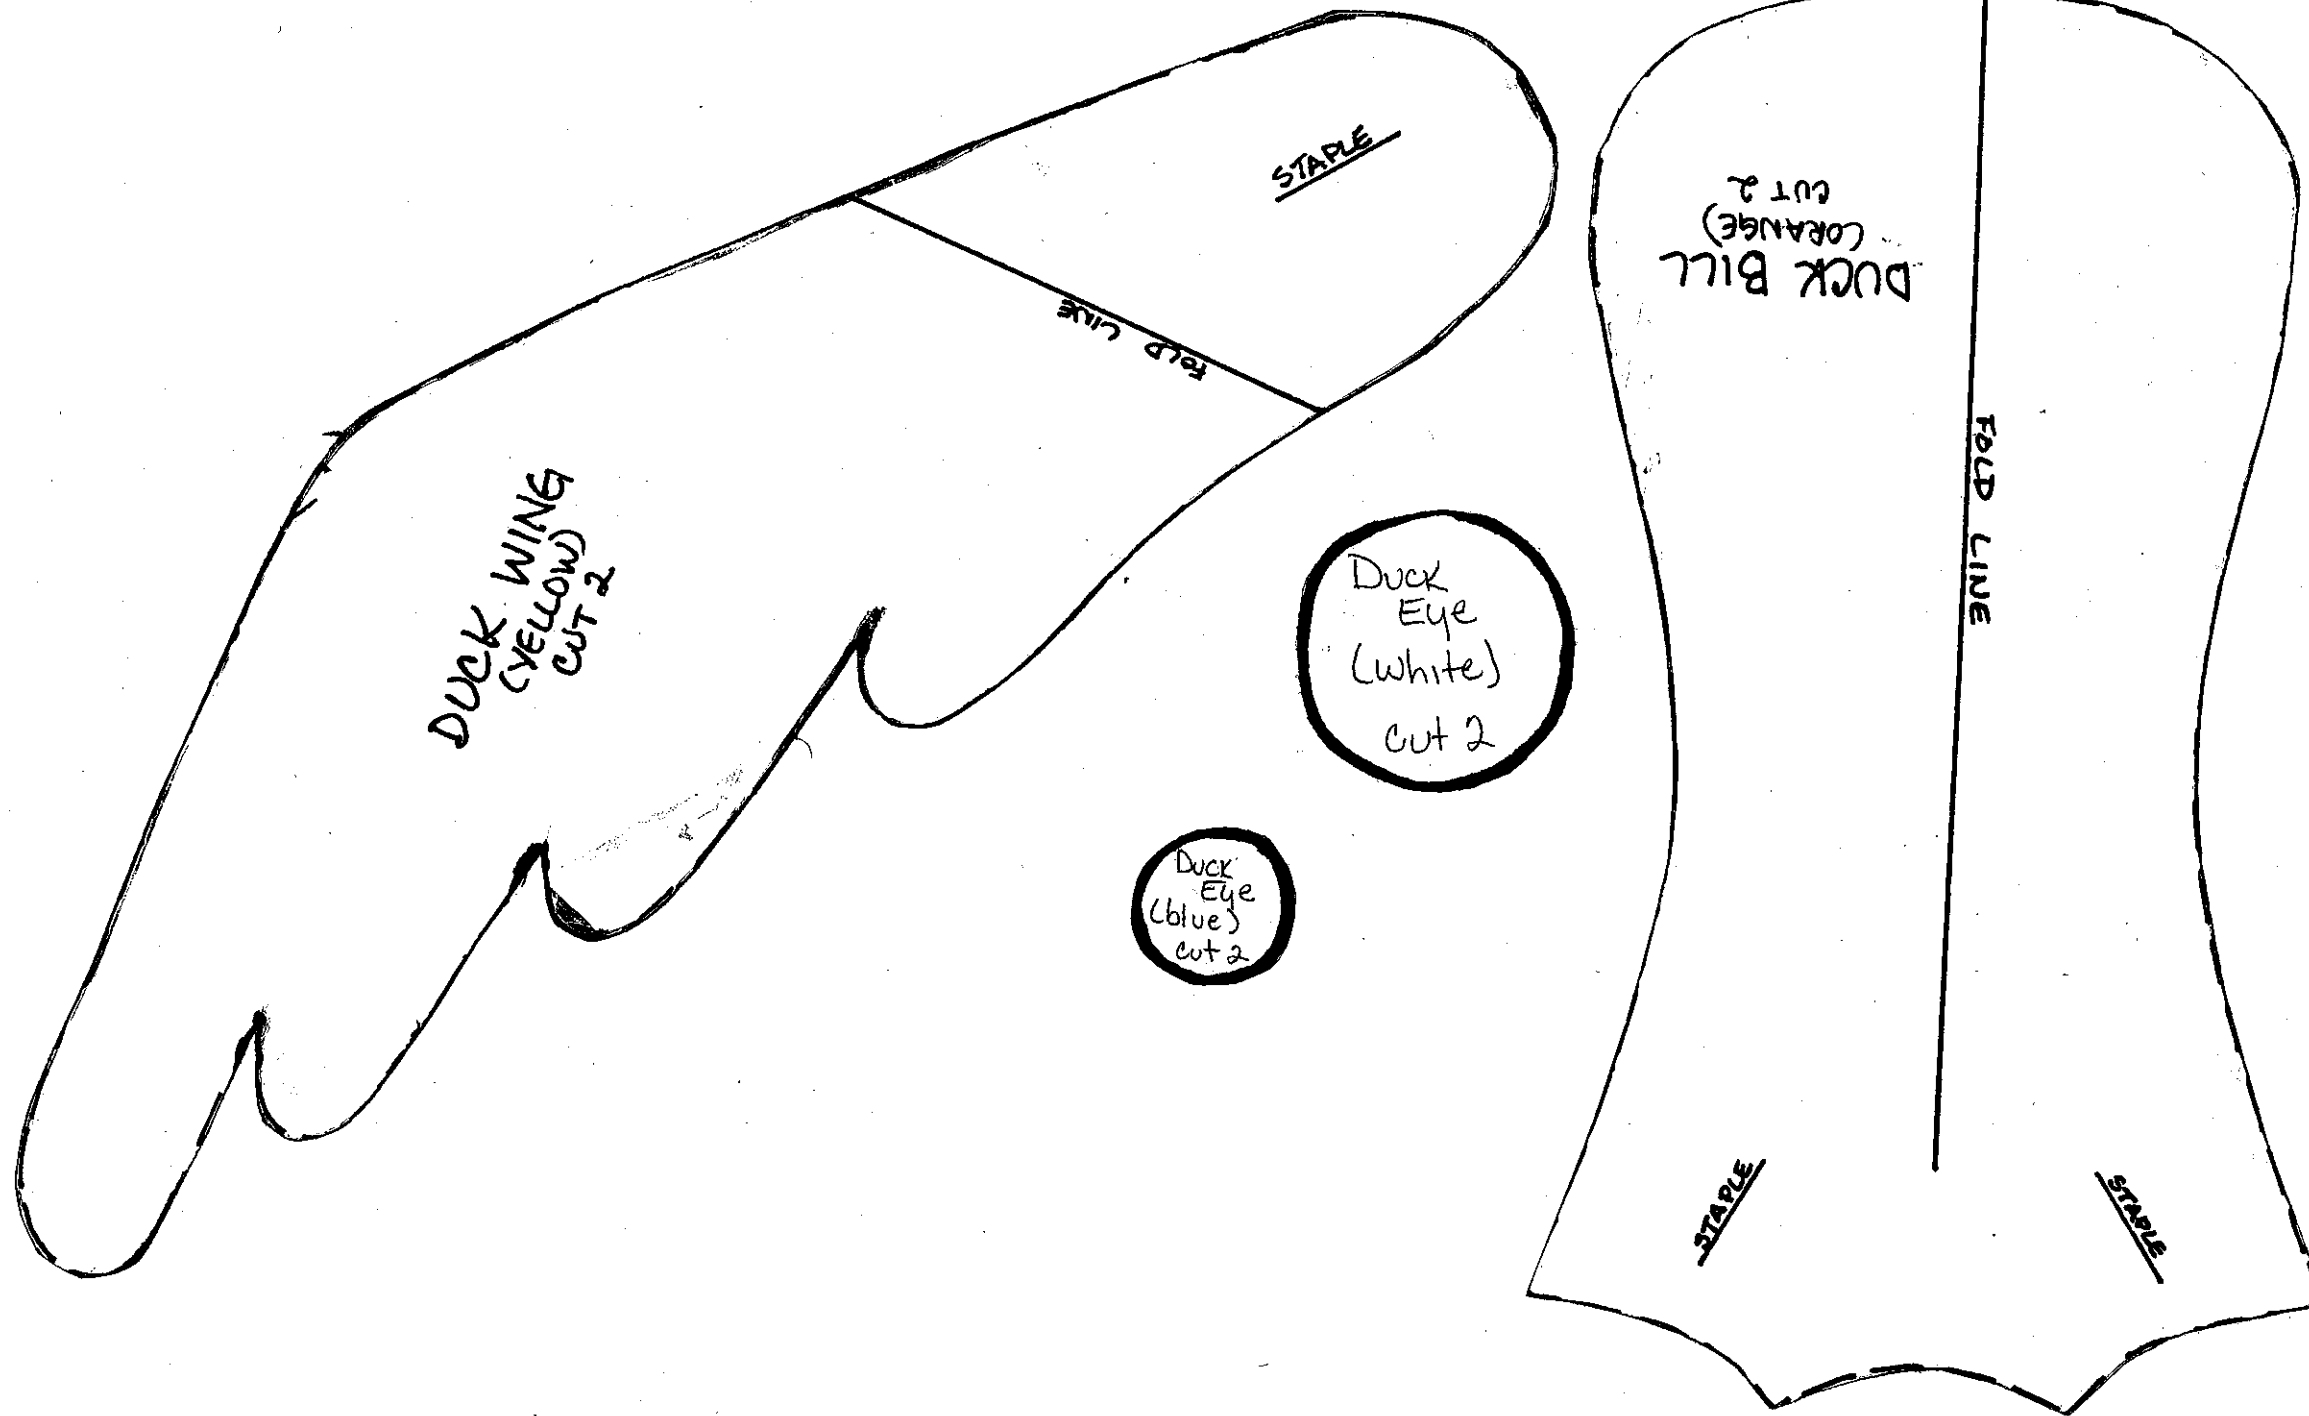 STAPLE
FOLD LINE
DUCK WING
(YELLOW)
CUT 2
Duck
Eye
(white)
cut 2
Duck
Eye
(blue)
cut 2
DUCK BILL
(ORANGE)
CUT 2
FOLD LINE
STAPLE
STAPLE